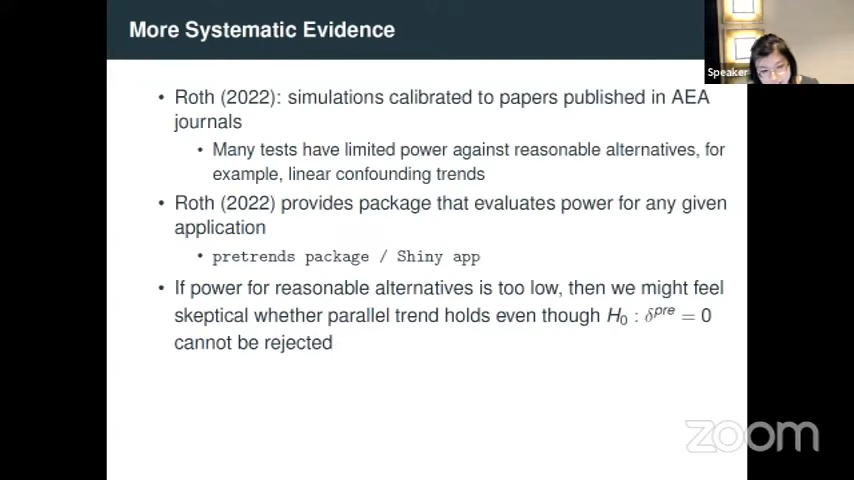 More Systematic Evidence
Speaker
• Roth (2022): simulations calibrated to papers published in AEA
journals
• Many tests have limited power against reasonable alternatives, for
example, linear confounding trends
• Roth (2022) provides package that evaluates power for any given
application
• pretrends package / Shiny app
• If power for reasonable alternatives is too low, then we might feel
skeptical whether parallel trend holds even though H₀ : δᵖʳᵉ = 0
cannot be rejected
zoom